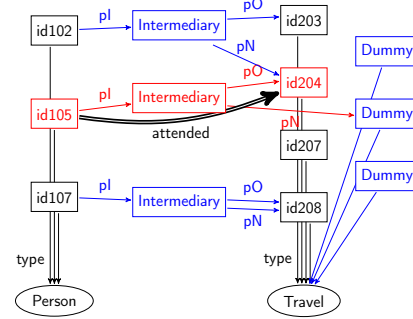 id102 pI Intermediary pO id203
pN
Dummy
id105 pI Intermediary pO id204
attended
pN
Dummy
id207
Dummy
id107 pI Intermediary pO id208
pN
type
type
Person
Travel